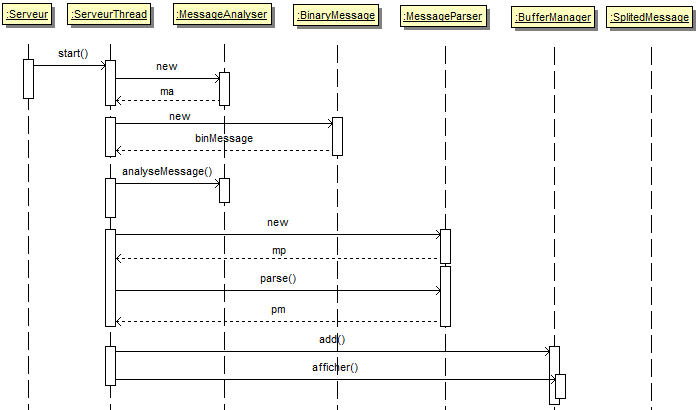 :Serveur
:ServeurThread
:MessageAnalyser
:BinaryMessage
:MessageParser
:BufferManager
:SplitedMessage
start()
new
ma
new
binMessage
analyseMessage()
new
mp
parse()
pm
add()
afficher()